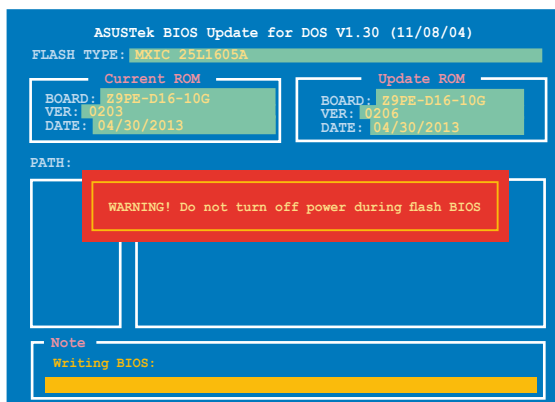 ASUSTek BIOS Update for DOS V1.30 (11/08/04)
FLASH TYPE: MXIC 25L1605A
Current ROM
BOARD: Z9PE-D16-10G
VER: 0203
DATE: 04/30/2013
Update ROM
BOARD: Z9PE-D16-10G
VER: 0206
DATE: 04/30/2013
PATH:
WARNING! Do not turn off power during flash BIOS
Note
Writing BIOS: